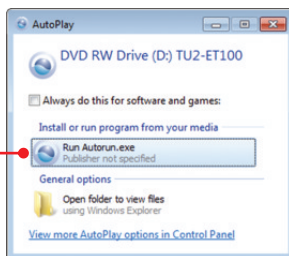 AutoPlay
DVD RW Drive (D:) TU2-ET100
Always do this for software and games:
Install or run program from your media
Run Autorun.exe
Publisher not specified
General options
Open folder to view files
using Windows Explorer
View more AutoPlay options in Control Panel